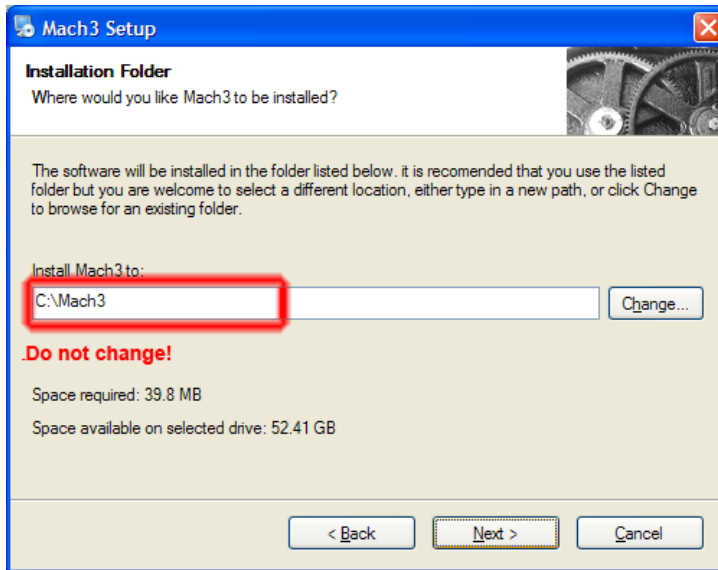 Mach3 Setup
Installation Folder
Where would you like Mach3 to be installed?
The software will be installed in the folder listed below. it is recomended that you use the listed
folder but you are welcome to select a different location, either type in a new path, or click Change
to browse for an existing folder.
Install Mach3 to:
C:\Mach3
Change...
.Do not change!
Space required: 39.8 MB
Space available on selected drive: 52.41 GB
< Back
Next >
Cancel